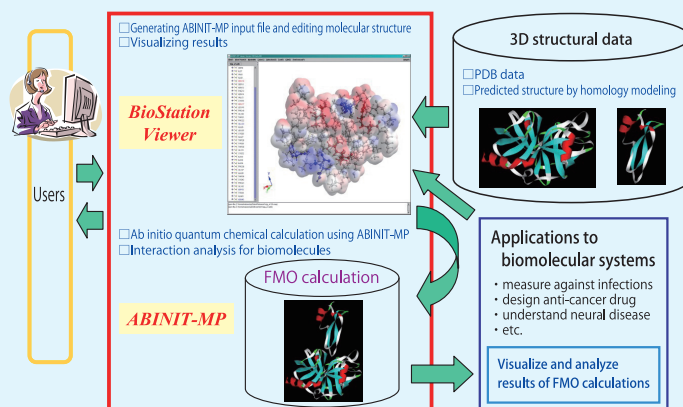 □Generating ABINIT-MP input file and editing molecular structure
□Visualizing results
BioStation
Viewer
Users
3D structural data
□PDB data
□Predicted structure by homology modeling
□Ab initio quantum chemical calculation using ABINIT-MP
□Interaction analysis for biomolecules
FMO calculation
ABINIT-MP
Applications to
biomolecular systems
・measure against infections
・design anti-cancer drug
・understand neural disease
・etc.
Visualize and analyze
results of FMO calculations